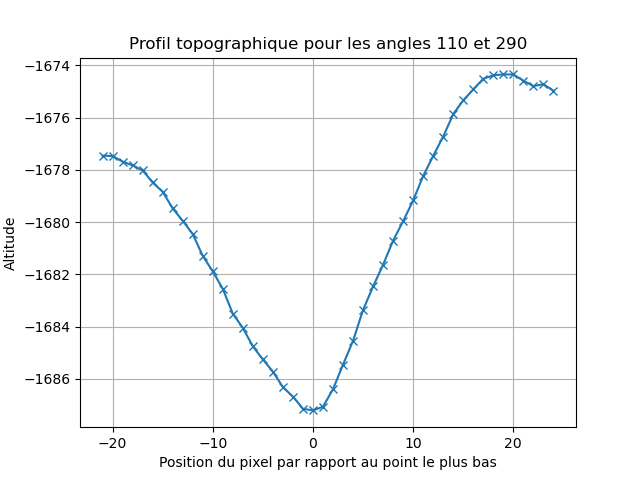 Profil topographique pour les angles 110 et 290
−1674
−1676
−1678
−1680
−1682
−1684
−1686
Altitude
−20 −10 0 10 20
Position du pixel par rapport au point le plus bas